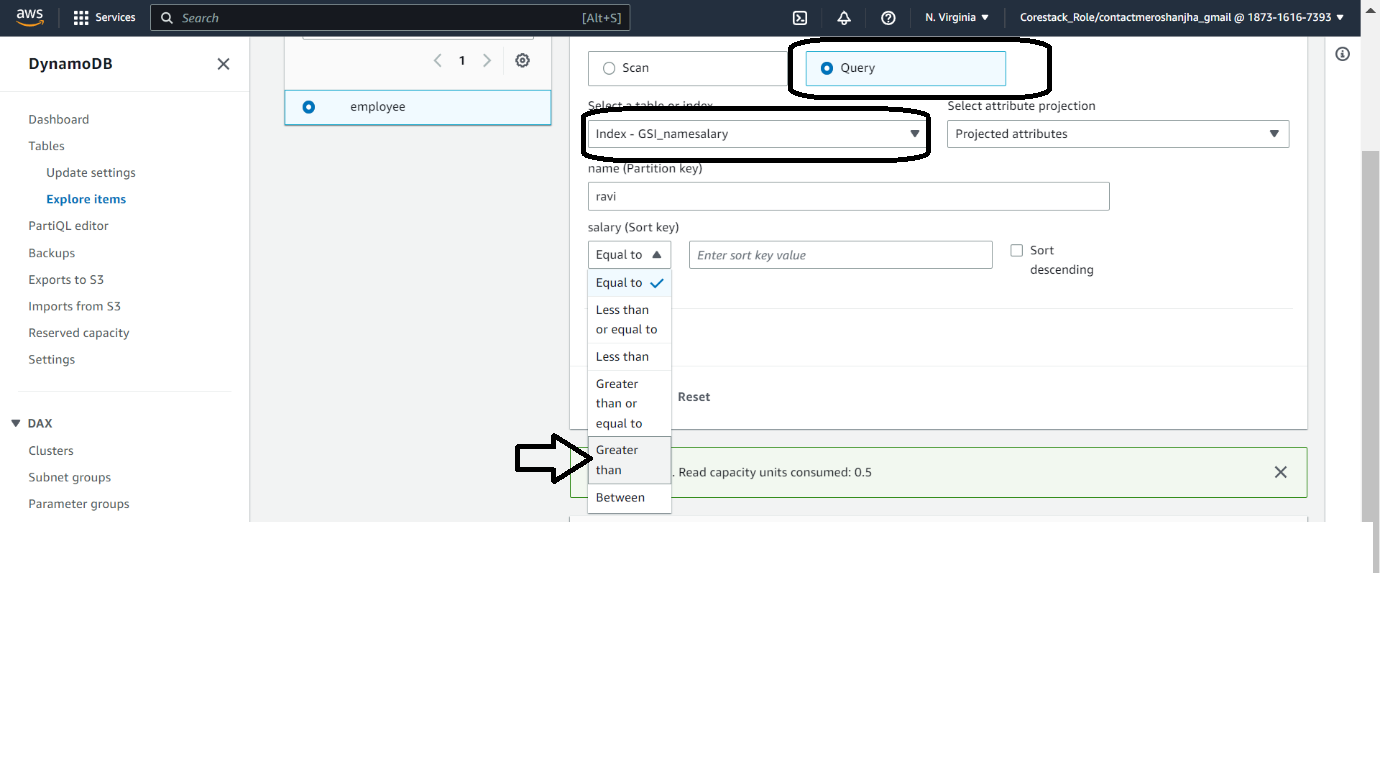 aws
Services
Search
[Alt+S]
N. Virginia
Corestack_Role/contactmeroshanjha_gmail @ 1873-1616-7393
DynamoDB
Dashboard
Tables
Update settings
Explore items
PartiQL editor
Backups
Exports to S3
Imports from S3
Reserved capacity
Settings
DAX
Clusters
Subnet groups
Parameter groups
1
employee
Scan
Query
Select a table or index
Select attribute projection
Index - GSI_namesalary
Projected attributes
name (Partition key)
ravi
salary (Sort key)
Equal to
Enter sort key value
Sort
descending
Equal to
Less than
or equal to
Less than
Greater
than or
equal to
Greater
than
Between
Reset
. Read capacity units consumed: 0.5